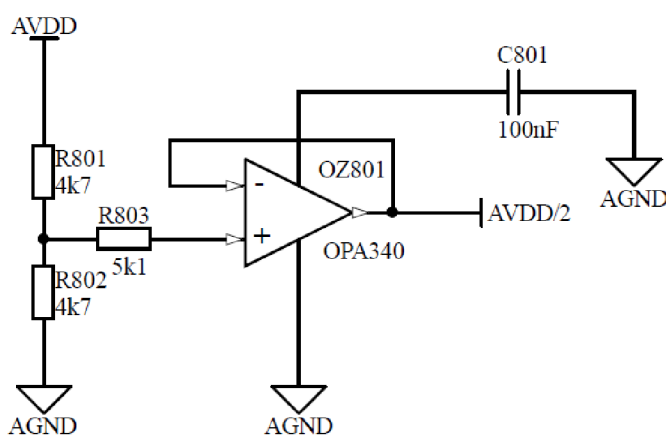 AVDD
C801
100nF
R801
4k7
OZ801
-
R803
5k1
+
AVDD/2
AGND
OPA340
R802
4k7
AGND
AGND